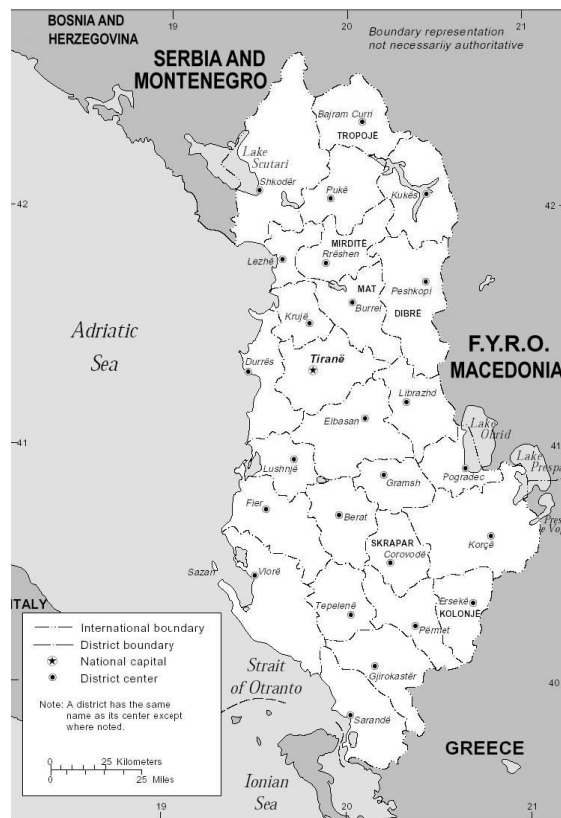 BOSNIA AND
HERZEGOVINA
19
20
21
Boundary representation
not necessarily authoritative
SERBIA AND
MONTENEGRO
Bajram Curri
TROPOJË
Lake
Scutari
Shkodër
Pukë
Kukës
42
42
MIRDITË
Rrëshen
Lezhë
MAT
Burrel
Peshkopi
DIBRË
Krujë
Adriatic
Sea
Tiranë
Durrës
F.Y.R.O.
MACEDONIA
Librazhd
Elbasan
Lake
Ohrid
41
41
Lake
Prespa
Lushnjë
Gramsh
Pogradec
Fier
Berat
SKRAPAR
Corovodë
Korçë
Sazan
Vlorë
ITALY
Tepelenë
Ersekë
KOLONJË
Përmet
International boundary
District boundary
National capital
District center
Note: A district has the same
name as its center except
where noted.
0 25 Kilometers
0 25 Miles
Strait
of Otranto
Gjirokastër
40
Sarandë
GREECE
Ionian
Sea
19
20
21